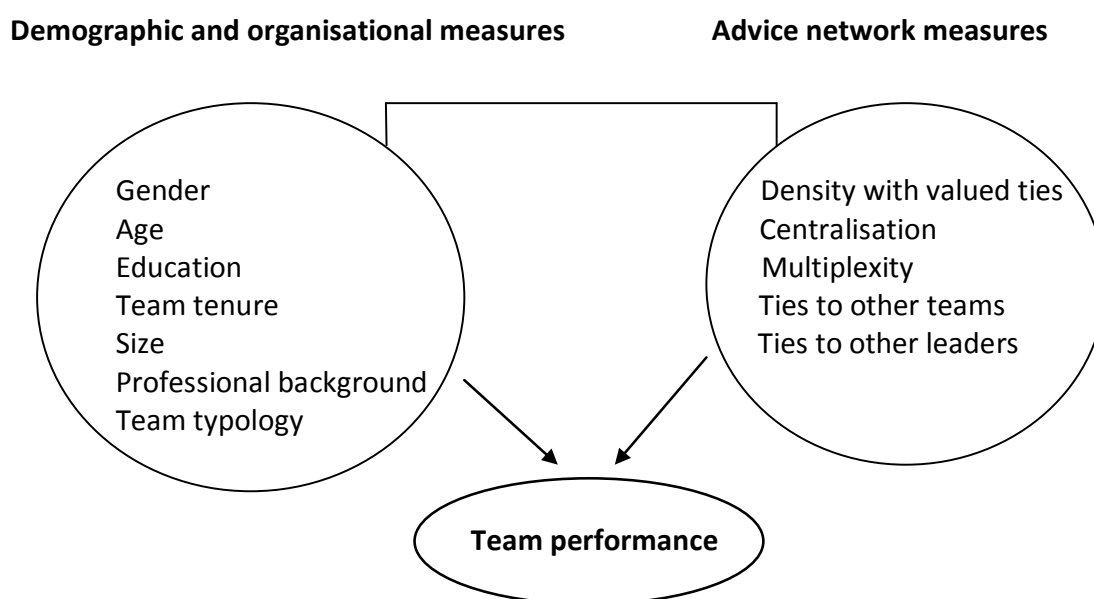 Demographic and organisational measures
Advice network measures
Gender
Age
Education
Team tenure
Size
Professional background
Team typology
Density with valued ties
Centralisation
Multiplexity
Ties to other teams
Ties to other leaders
Team performance